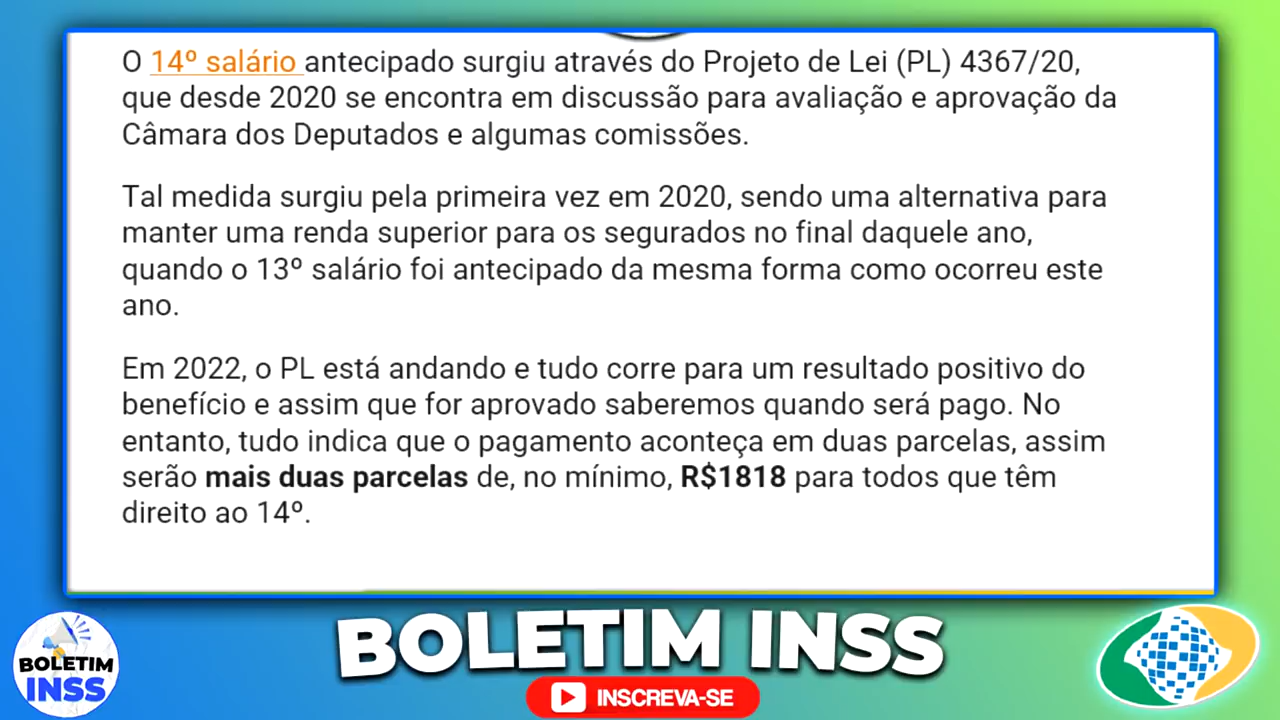 O 14º salário antecipado surgiu através do Projeto de Lei (PL) 4367/20,
que desde 2020 se encontra em discussão para avaliação e aprovação da
Câmara dos Deputados e algumas comissões.
Tal medida surgiu pela primeira vez em 2020, sendo uma alternativa para
manter uma renda superior para os segurados no final daquele ano,
quando o 13º salário foi antecipado da mesma forma como ocorreu este
ano.
Em 2022, o PL está andando e tudo corre para um resultado positivo do
benefício e assim que for aprovado saberemos quando será pago. No
entanto, tudo indica que o pagamento aconteça em duas parcelas, assim
serão mais duas parcelas de, no mínimo, R$1818 para todos que têm
direito ao 14º.
BOLETIM
INSS
BOLETIM INSS
INSCREVA-SE